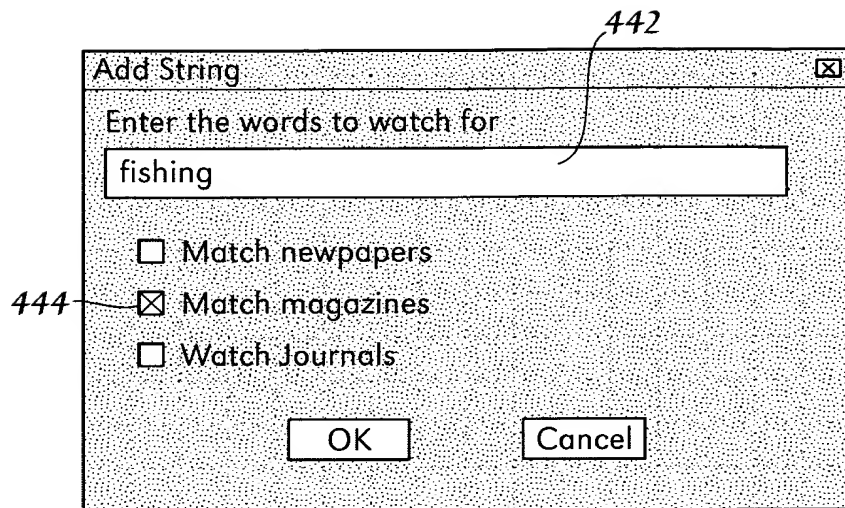 442
Add String
Enter the words to watch for
fishing
Match newpapers
444 Match magazines
Watch Journals
OK Cancel